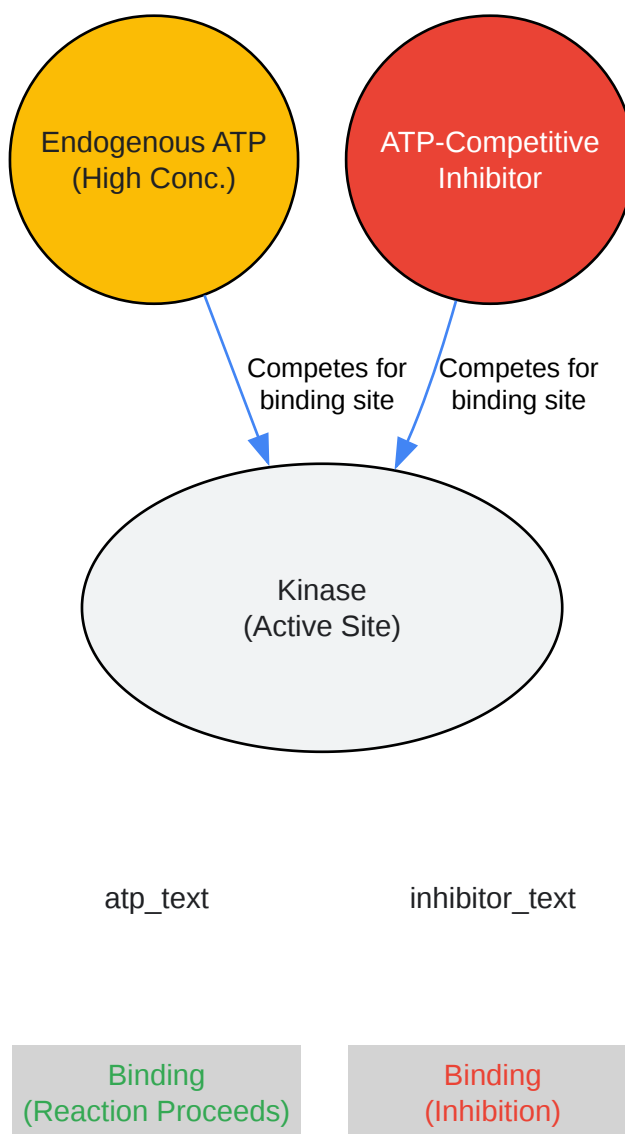 Endogenous ATP
(High Conc.)
ATP-Competitive
Inhibitor
Competes for
binding site
Competes for
binding site
Kinase
(Active Site)
atp_text
inhibitor_text
Binding
(Reaction Proceeds)
Binding
(Inhibition)